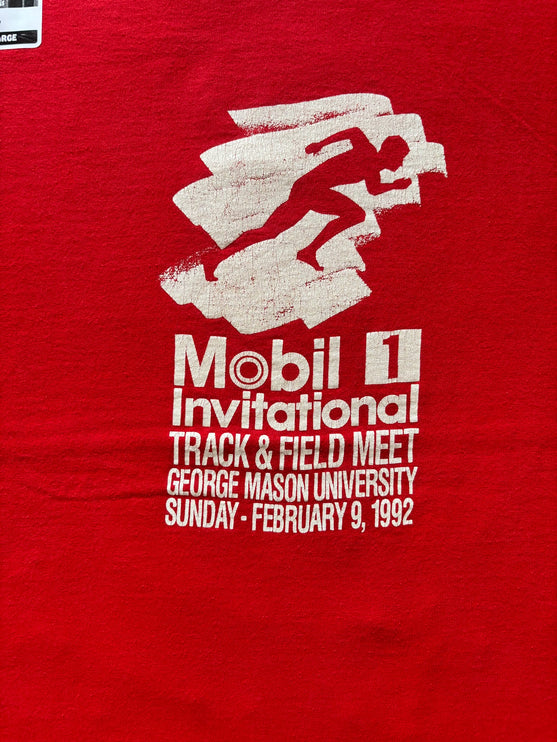 Mobil 1
Invitational
TRACK & FIELD MEET
GEORGE MASON UNIVERSITY
SUNDAY - FEBRUARY 9, 1992